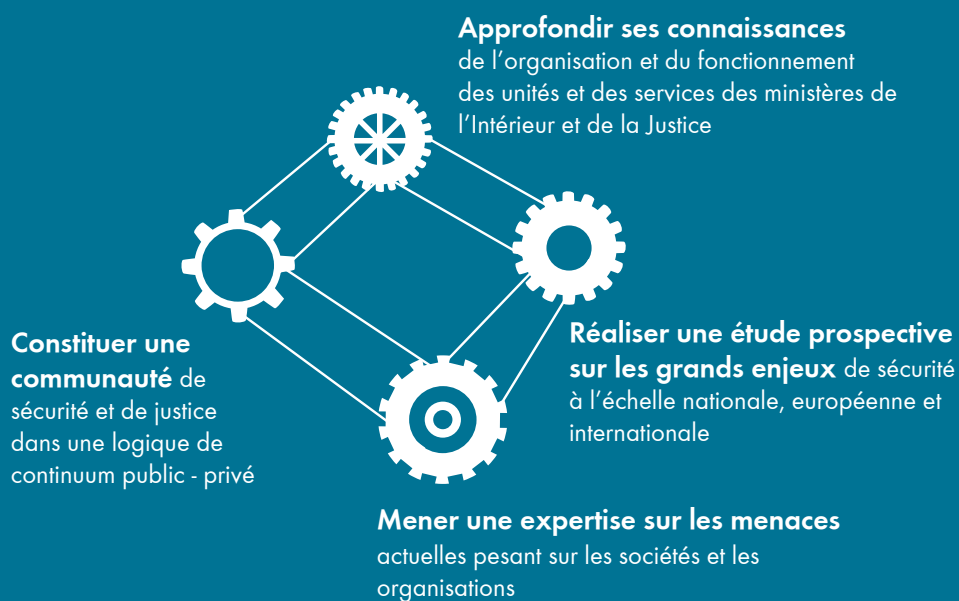 Approfondir ses connaissances
de l'organisation et du fonctionnement
des unités et des services des ministères de
l'Intérieur et de la Justice
Constituer une
communauté de
sécurité et de justice
dans une logique de
continuum public - privé
Réaliser une étude prospective
sur les grands enjeux de sécurité
à l'échelle nationale, européenne et
internationale
Mener une expertise sur les menaces
actuelles pesant sur les sociétés et les
organisations